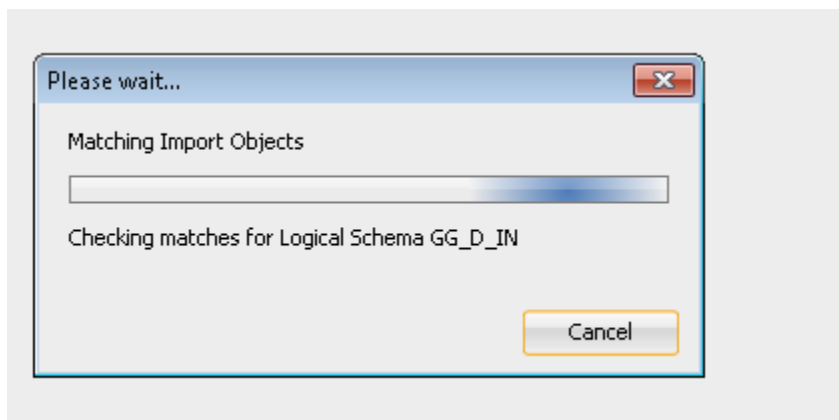 Please wait...
Matching Import Objects
Checking matches for Logical Schema GG_D_IN
Cancel